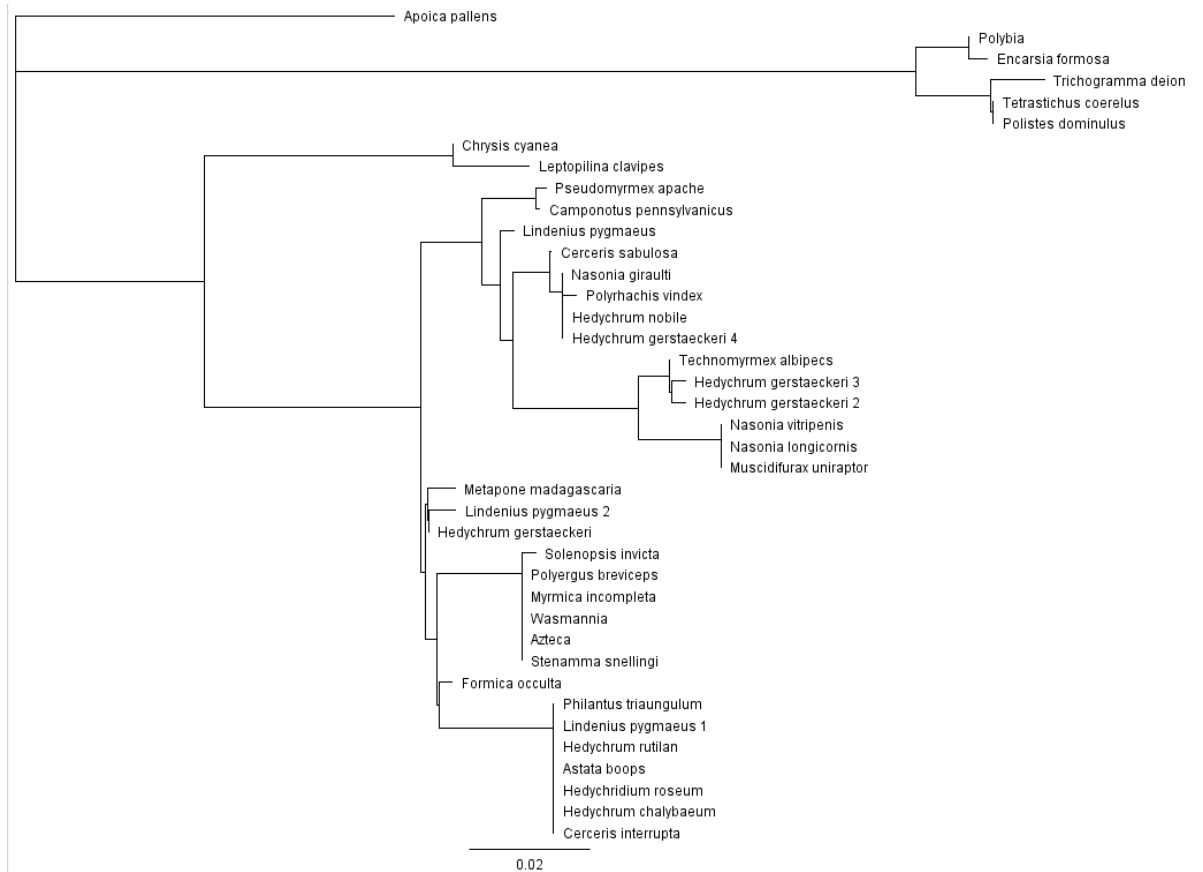 Apoica pallens
Polybia
Encarsia formosa
Trichogramma deion
Tetrastichus coerelus
Polistes dominulus
Chrysis cyanea
Leptopilina clavipes
Pseudomyrmex apache
Camponotus pennsylvanicus
Lindenius pygmaeus
Cerceris sabulosa
Nasonia giraulti
Polyrhachis vindex
Hedychrum nobile
Hedychrum gerstaeckeri 4
Technomyrmex albipecs
Hedychrum gerstaeckeri 3
Hedychrum gerstaeckeri 2
Nasonia vitripenis
Nasonia longicornis
Muscidifurax uniraptor
Metapone madagascaria
Lindenius pygmaeus 2
Hedychrum gerstaeckeri
Solenopsis invicta
Polyergus breviceps
Myrmica incompleta
Wasmannia
Azteca
Stenamma snellingi
Formica occulta
Philantus triaungulum
Lindenius pygmaeus 1
Hedychrum rutilan
Astata boops
Hedychridium roseum
Hedychrum chalybaeum
Cerceris interrupta
0.02